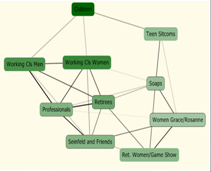 Teen Sitcoms
Working Cls Men
Working Cls Women
Soaps
Professionals
Retirees
Women Grace/Rosanne
Seinfeld and Friends
Ret. Women/Game Show